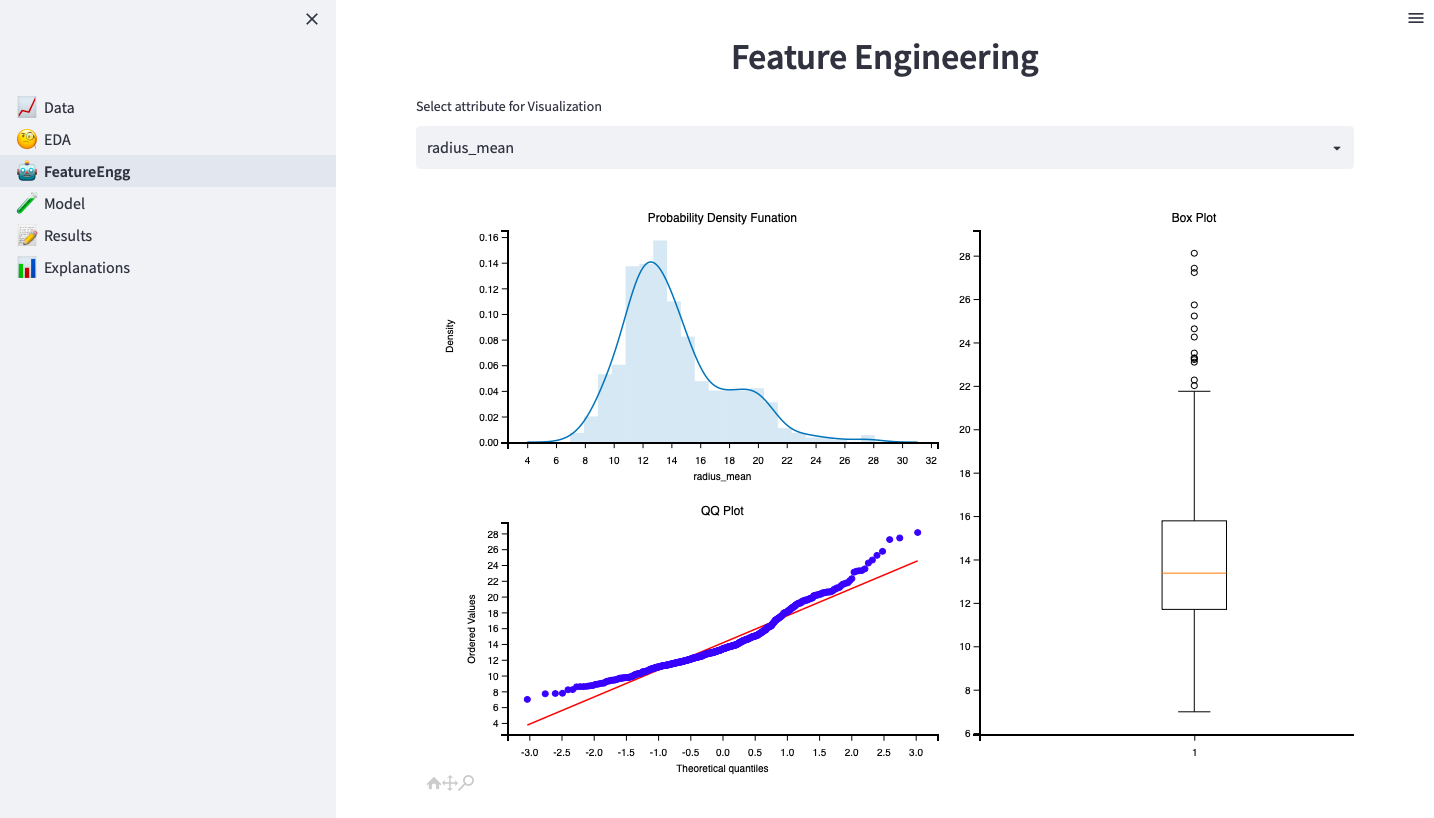 Data
EDA
FeatureEngg
Model
Results
Explanations
Feature Engineering
Select attribute for Visualization
radius_mean
Probability Density Funation
Density
0.16
0.14
0.12
0.10
0.08
0.06
0.04
0.02
0.00
4 6 8 10 12 14 16 18 20 22 24 26 28 30 32
radius_mean
QQ Plot
Ordered Values
28
26
24
22
20
18
16
14
12
10
8
6
4
-3.0 -2.5 -2.0 -1.5 -1.0 -0.5 0.0 0.5 1.0 1.5 2.0 2.5 3.0
Theoretical quantiles
Box Plot
28
26
24
22
20
18
16
14
12
10
8
6
1